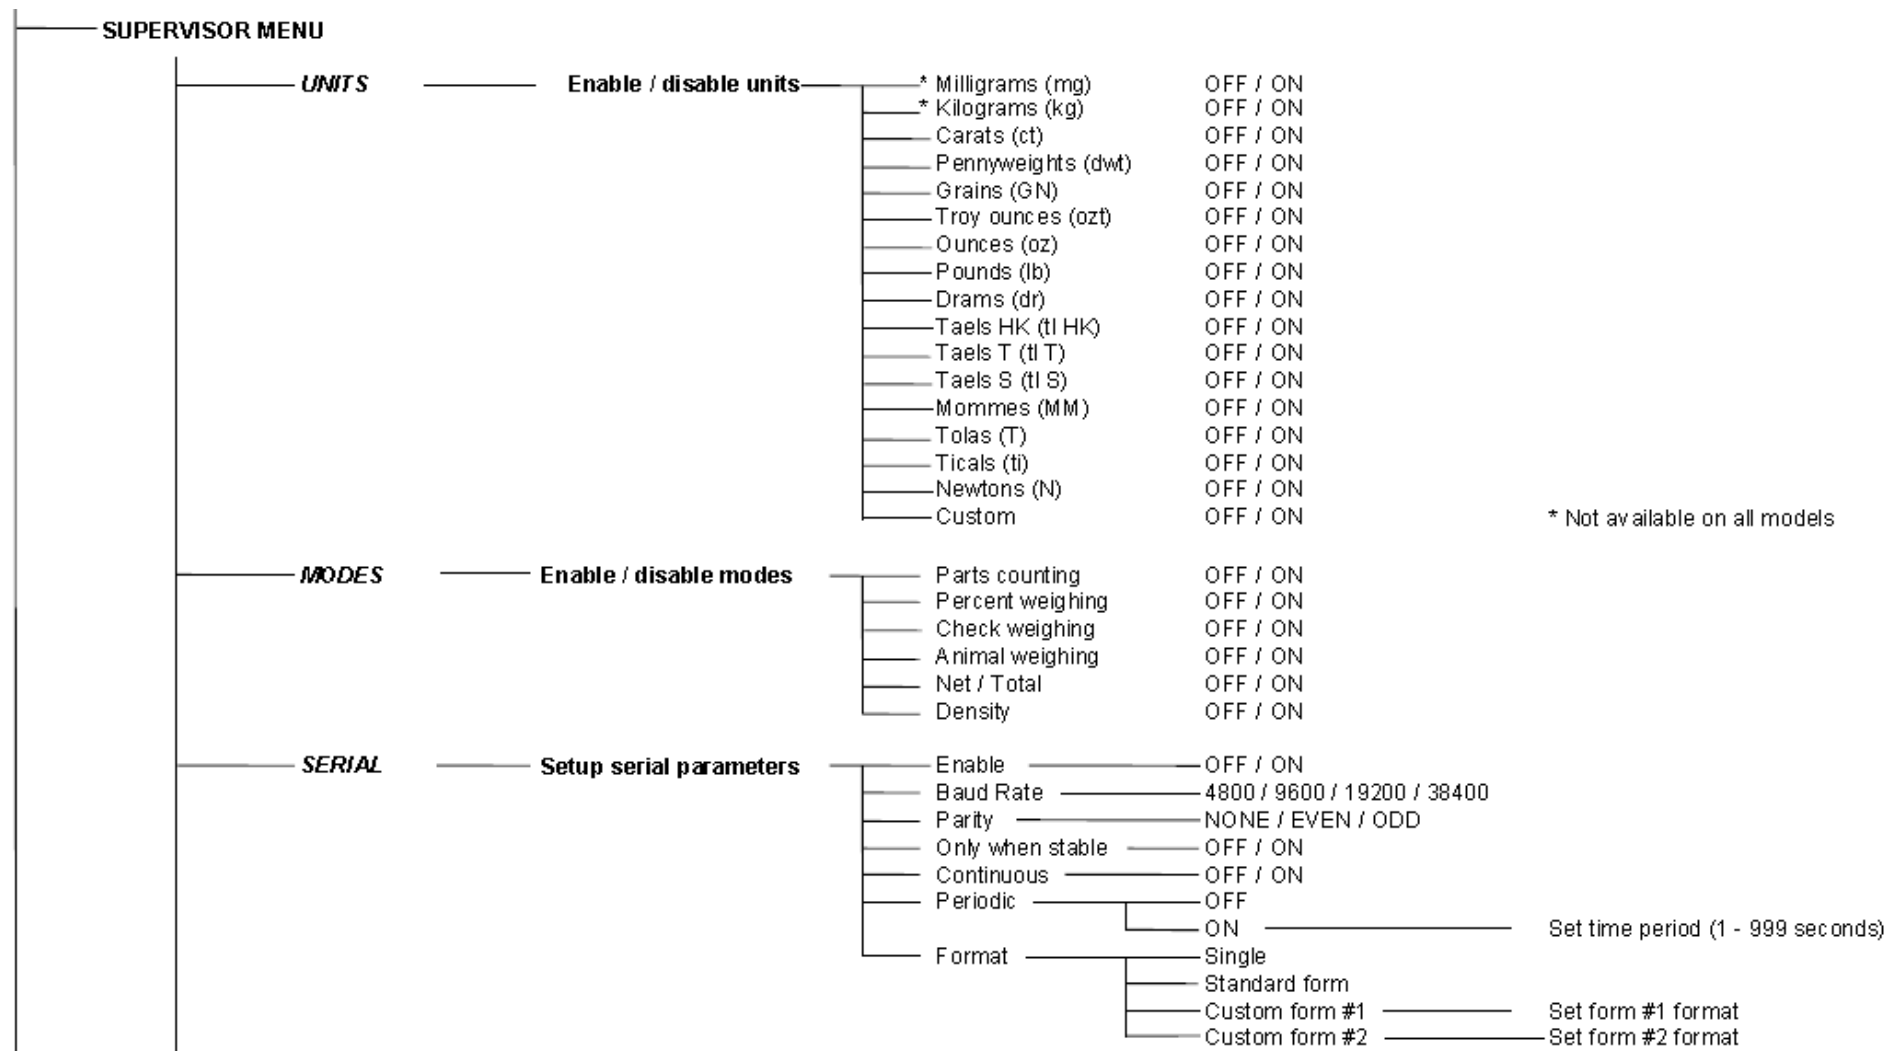 SUPERVISOR MENU
UNITS Enable / disable units * Milligrams (mg) OFF / ON
* Kilograms (kg) OFF / ON
Carats (ct) OFF / ON
Pennyweights (dwt) OFF / ON
Grains (GN) OFF / ON
Troy ounces (ozt) OFF / ON
Ounces (oz) OFF / ON
Pounds (lb) OFF / ON
Drams (dr) OFF / ON
Taels HK (tl HK) OFF / ON
Taels T (tl T) OFF / ON
Taels S (tl S) OFF / ON
Mommes (MM) OFF / ON
Tolas (T) OFF / ON
Ticals (ti) OFF / ON
Newtons (N) OFF / ON
Custom OFF / ON * Not available on all models
MODES Enable / disable modes Parts counting OFF / ON
Percent weighing OFF / ON
Check weighing OFF / ON
Animal weighing OFF / ON
Net / Total OFF / ON
Density OFF / ON
SERIAL Setup serial parameters Enable OFF / ON
Baud Rate 4800 / 9600 / 19200 / 38400
Parity NONE / EVEN / ODD
Only when stable OFF / ON
Continuous OFF / ON
Periodic OFF
ON Set time period (1 - 999 seconds)
Format Single
Standard form
Custom form #1 Set form #1 format
Custom form #2 Set form #2 format